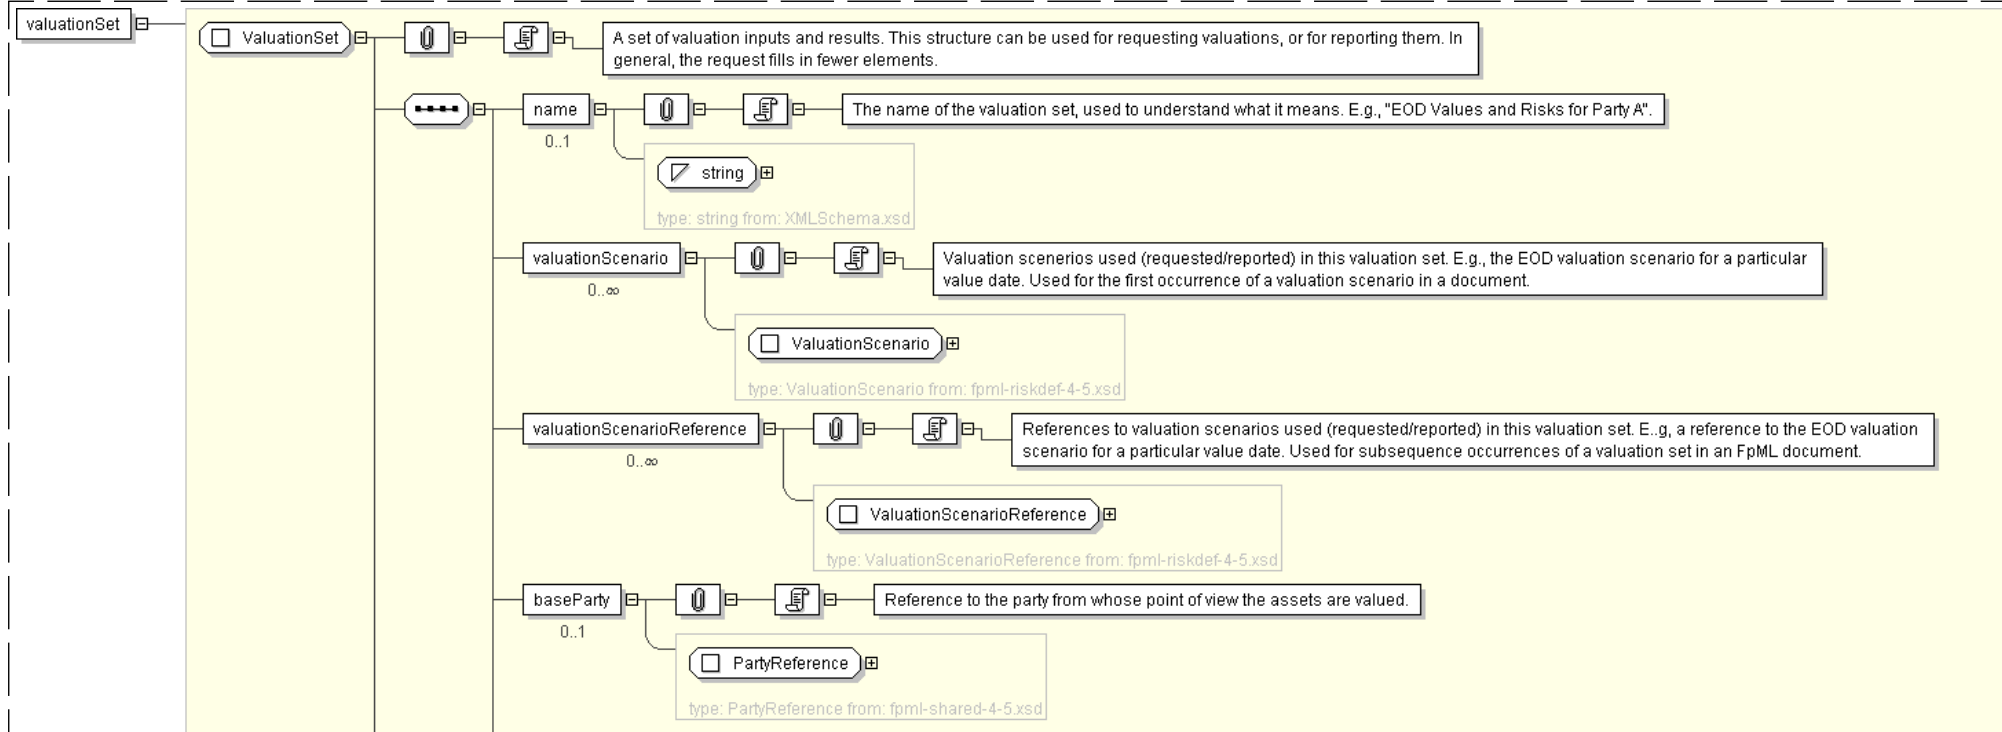 valuationSet
ValuationSet
A set of valuation inputs and results. This structure can be used for requesting valuations, or for reporting them. In
general, the request fills in fewer elements.
name
The name of the valuation set, used to understand what it means. E.g., "EOD Values and Risks for Party A".
0..1
string
type: string from: XMLSchema.xsd
valuationScenario
Valuation scenerios used (requested/reported) in this valuation set. E.g., the EOD valuation scenario for a particular
value date. Used for the first occurrence of a valuation scenario in a document.
0..∞
ValuationScenario
type: ValuationScenario from: fpml-riskdef-4-5.xsd
valuationScenarioReference
References to valuation scenarios used (requested/reported) in this valuation set. E..g, a reference to the EOD valuation
scenario for a particular value date. Used for subsequence occurrences of a valuation set in an FpML document.
0..∞
ValuationScenarioReference
type: ValuationScenarioReference from: fpml-riskdef-4-5.xsd
baseParty
Reference to the party from whose point of view the assets are valued.
0..1
PartyReference
type: PartyReference from: fpml-shared-4-5.xsd